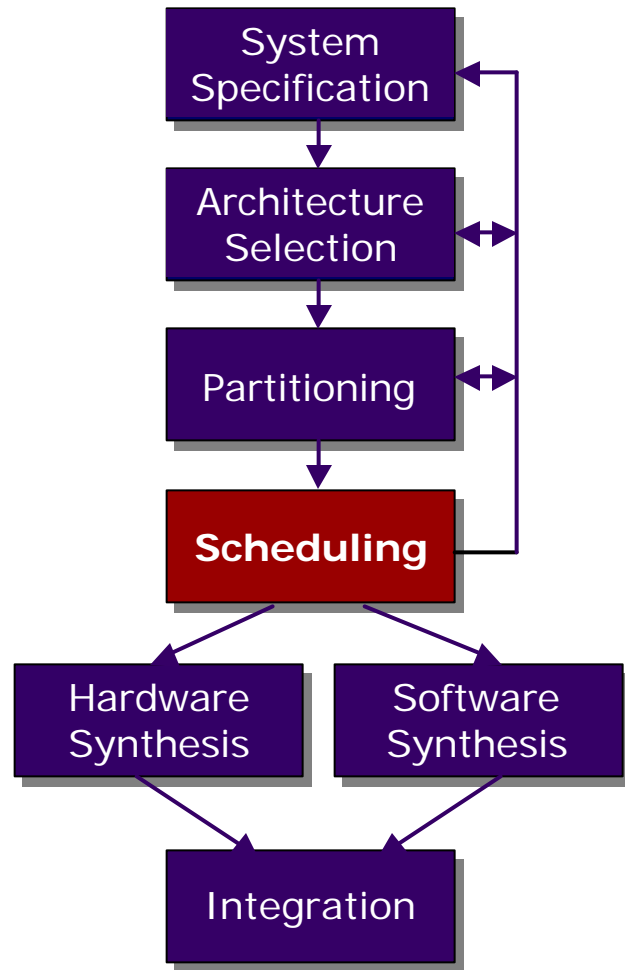 System
Specification
Architecture
Selection
Partitioning
Scheduling
Hardware
Synthesis
Software
Synthesis
Integration